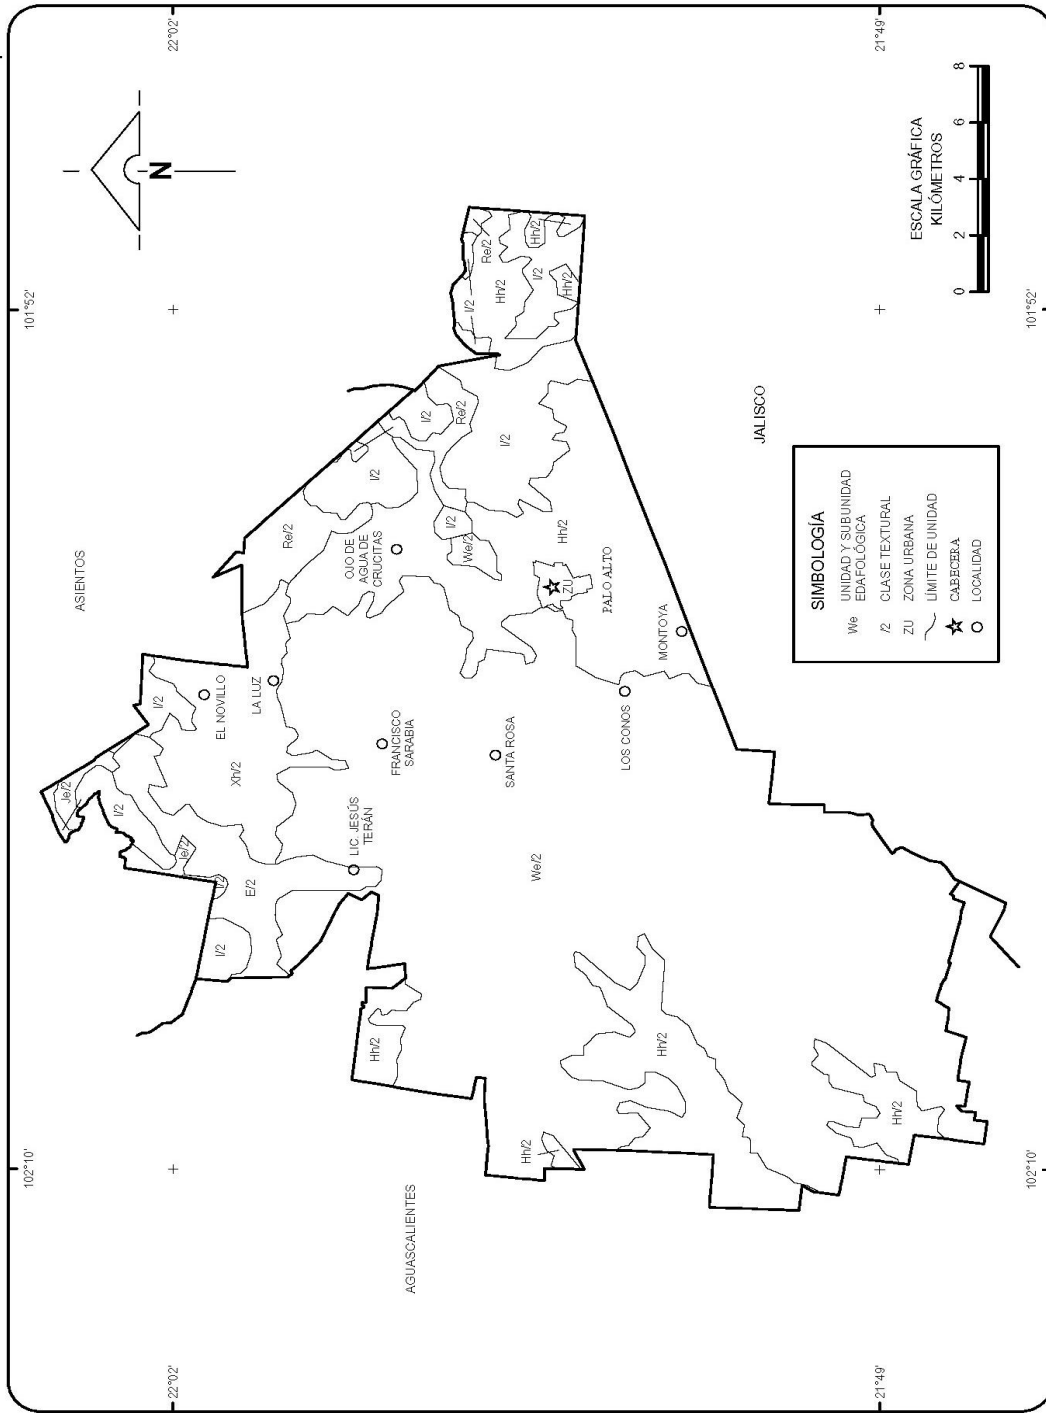 102°10'
101°52'
22°02'
22°02'
ASIENTOS
N
Je/2
I/2
I/2
EL NOVILLO
LA LUZ
Xh/2
Je/2
I/2
E/2
I/2
Re/2
LIC. JESÚS
TERÁN
FRANCISCO
SARABIA
OJO DE
AGUA DE
CRUCITAS
I/2
I/2
Re/2
Hh/2
AGUASCALIENTES
SANTA ROSA
We/2
I/2
We/2
I/2
I/2
Re/2
Hh/2
I/2
Hh/2
Hh/2
Hh/2
ZU
PALO ALTO
Hh/2
LOS CONOS
MONTOYA
Hh/2
Hh/2
JALISCO
SIMBOLOGÍA
We UNIDAD Y SUBUNIDAD
EDAFOLÓGICA
/2 CLASE TEXTURAL
ZU ZONA URBANA
LÍMITE DE UNIDAD
CABECERA
LOCALIDAD
ESCALA GRÁFICA
KILÓMETROS
0 2 4 6 8
21°49'
21°49'
102°10'
101°52'